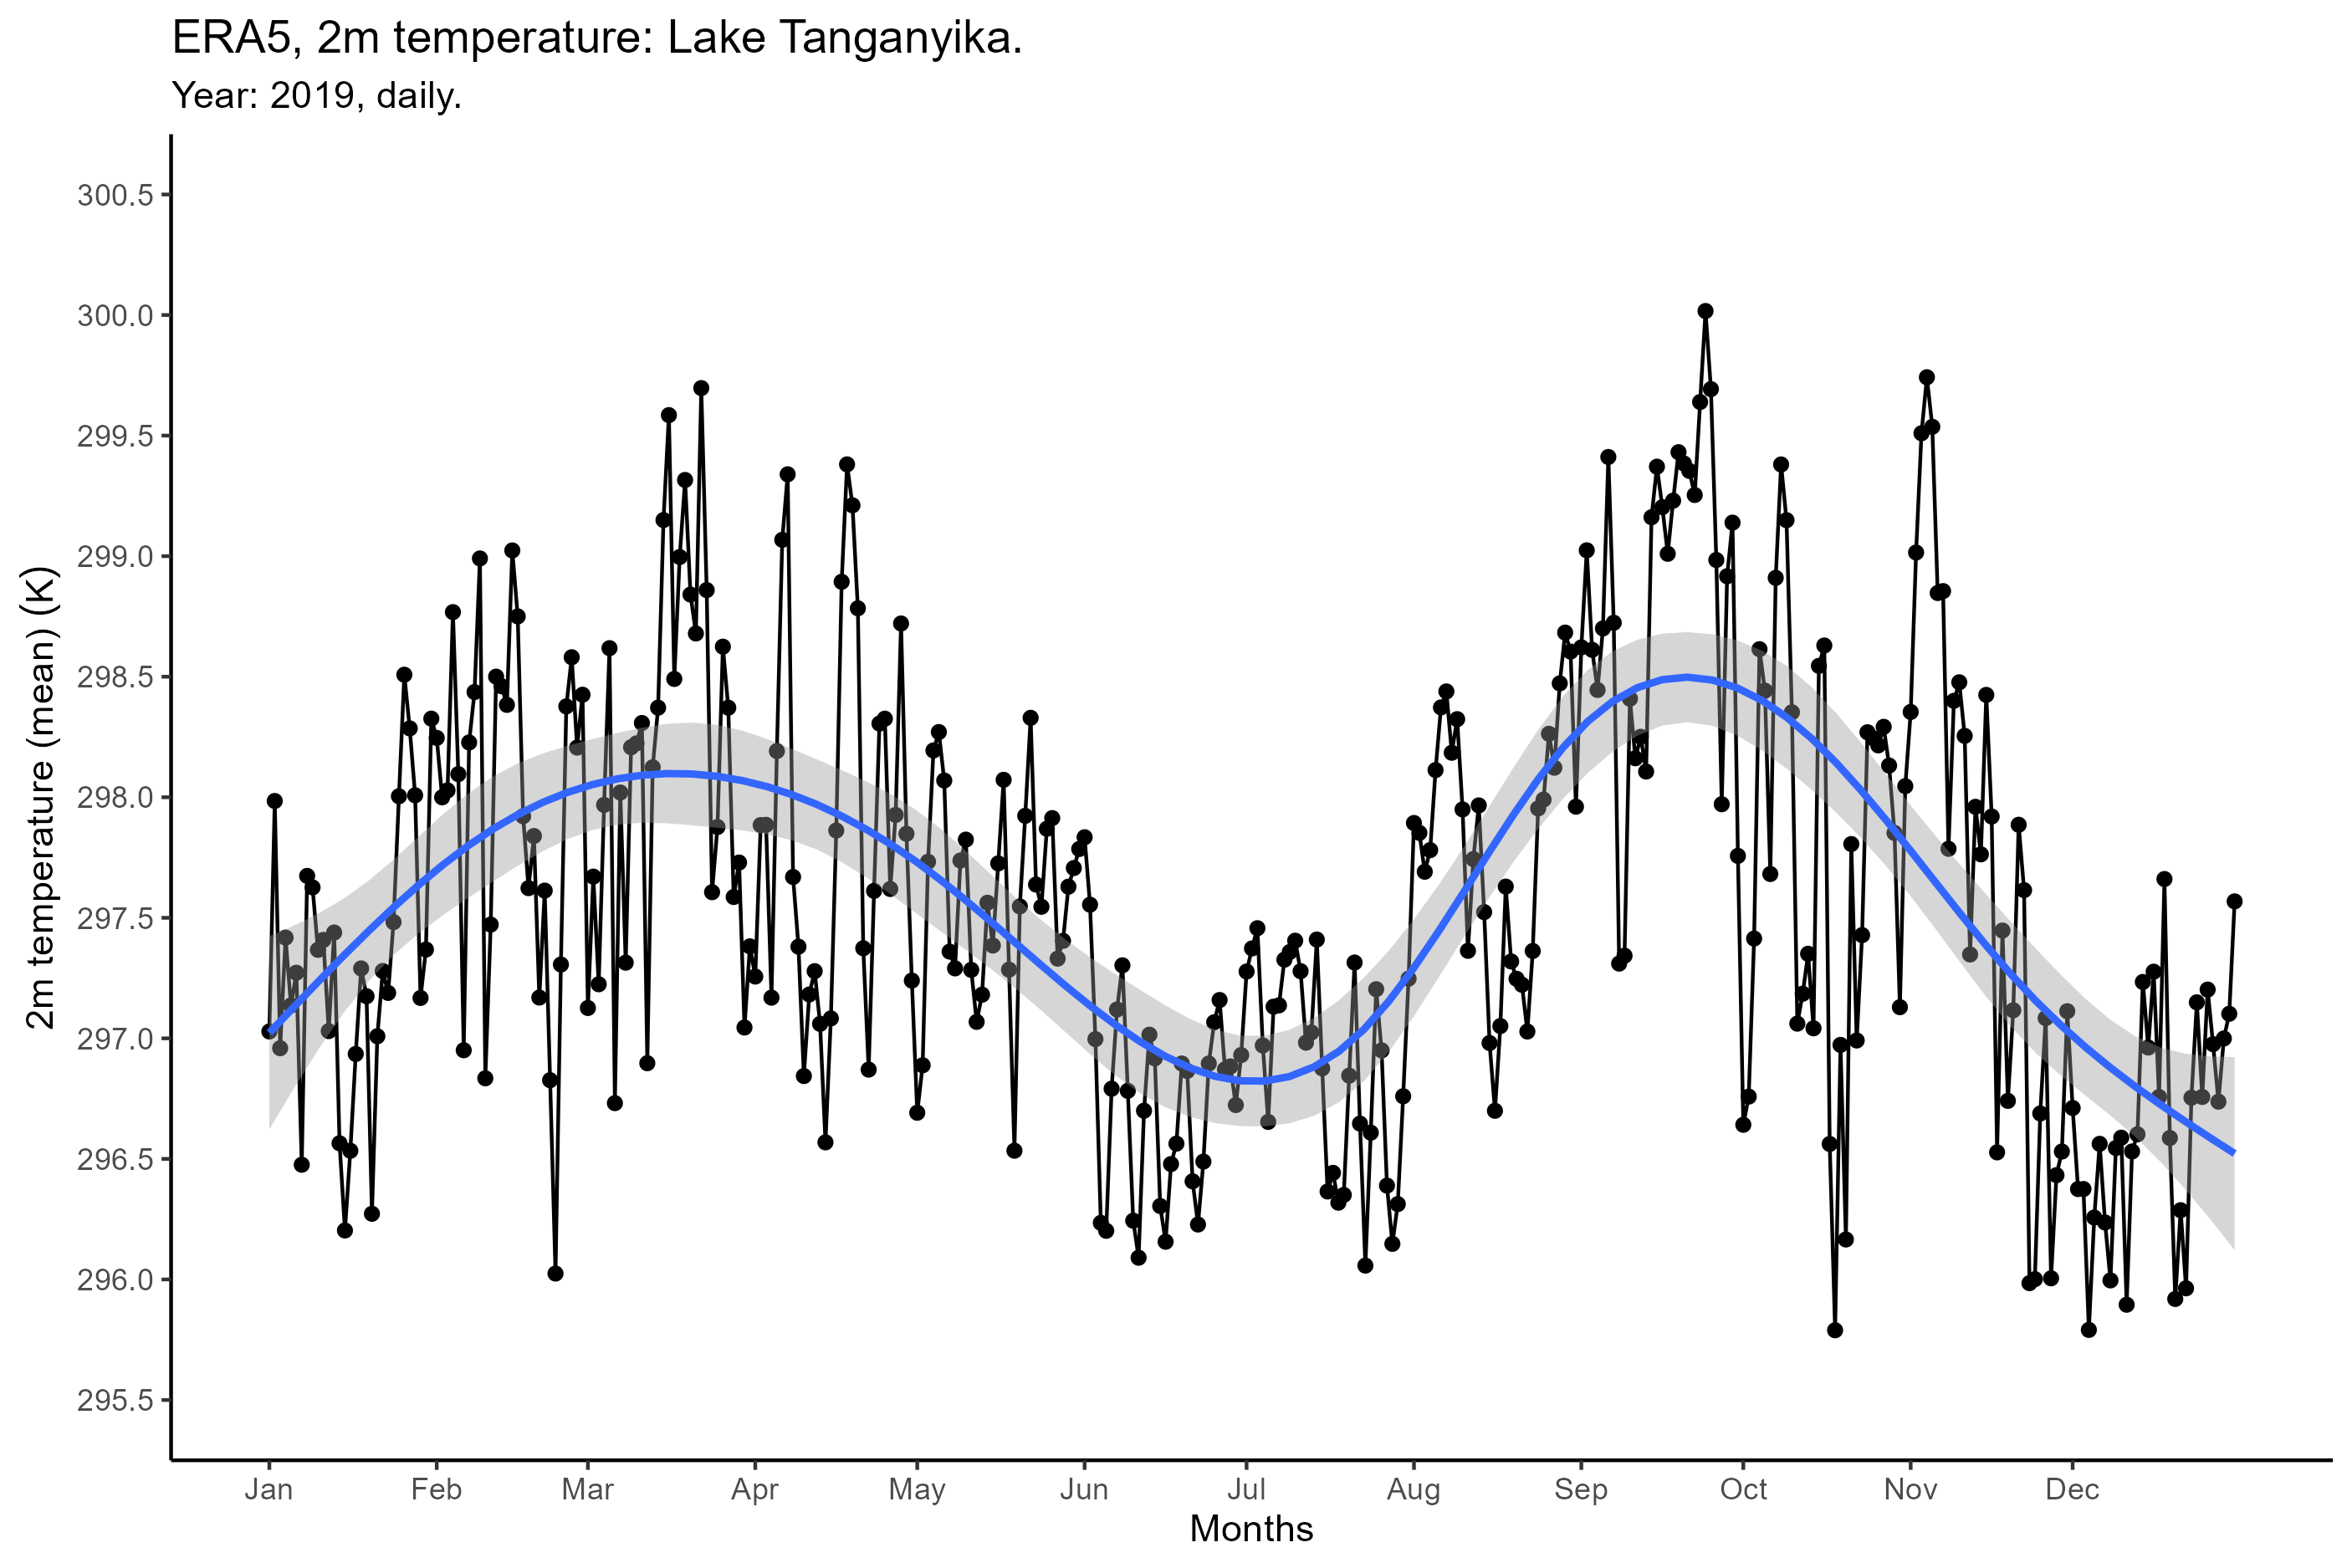 ERA5, 2m temperature: Lake Tanganyika.
Year: 2019, daily.
2m temperature (mean) (K)
300.5
300.0
299.5
299.0
298.5
298.0
297.5
297.0
296.5
296.0
295.5
Jan Feb Mar Apr May Jun Jul Aug Sep Oct Nov Dec
Months